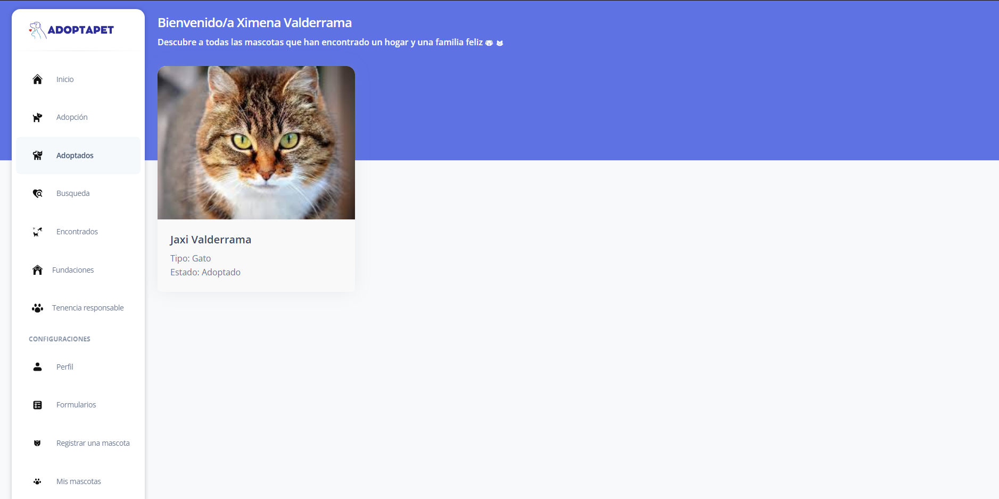 ADOPTAPET
Inicio
Adopción
Adoptados
Busqueda
Encontrados
Fundaciones
Tenencia responsable
CONFIGURACIONES
Perfil
Formularios
Registrar una mascota
Mis mascotas
Bienvenido/a Ximena Valderrama
Descubre a todas las mascotas que han encontrado un hogar y una familia feliz
Jaxi Valderrama
Tipo: Gato
Estado: Adoptado